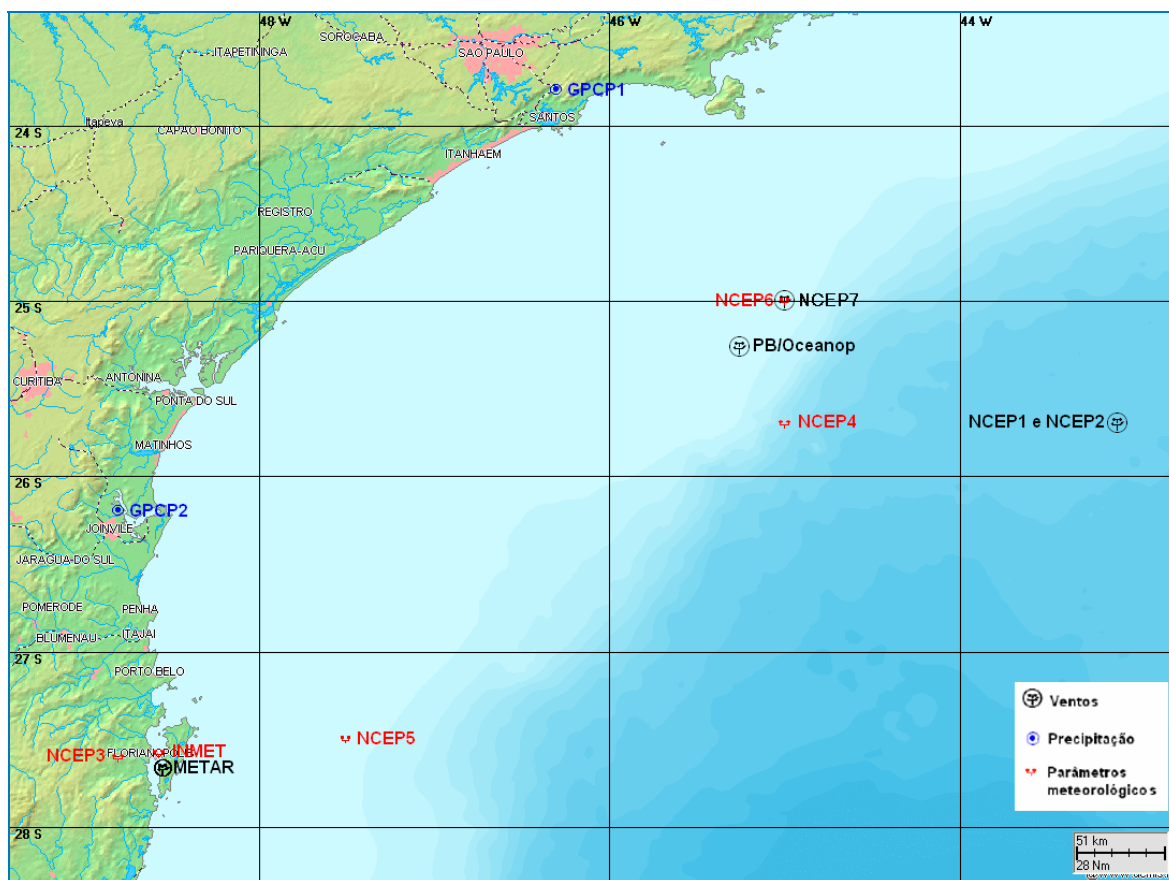 48 W
46 W
44 W
SOROCABA
ITAPETININGA
SAO PAULO
GPCP1
SANTOS
Itapeva
CAPAO BONITO
24 S
ITANHAEM
REGISTRO
PARIQUERA-ACU
25 S
NCEP6
NCEP7
PB/Oceanop
CURITIBA
ANTONINA
PONTA DO SUL
NCEP4
NCEP1 e NCEP2
MATINHOS
26 S
GPCP2
JOINVILE
JARAGUA DO SUL
POMERODE
PENHA
BLUMENAU
ITAJAI
27 S
PORTO BELO
NCEP5
NCEP3
INMET
METAR
28 S
Ventos
Precipitação
Parâmetros
meteorológicos
51 km
28 Nm